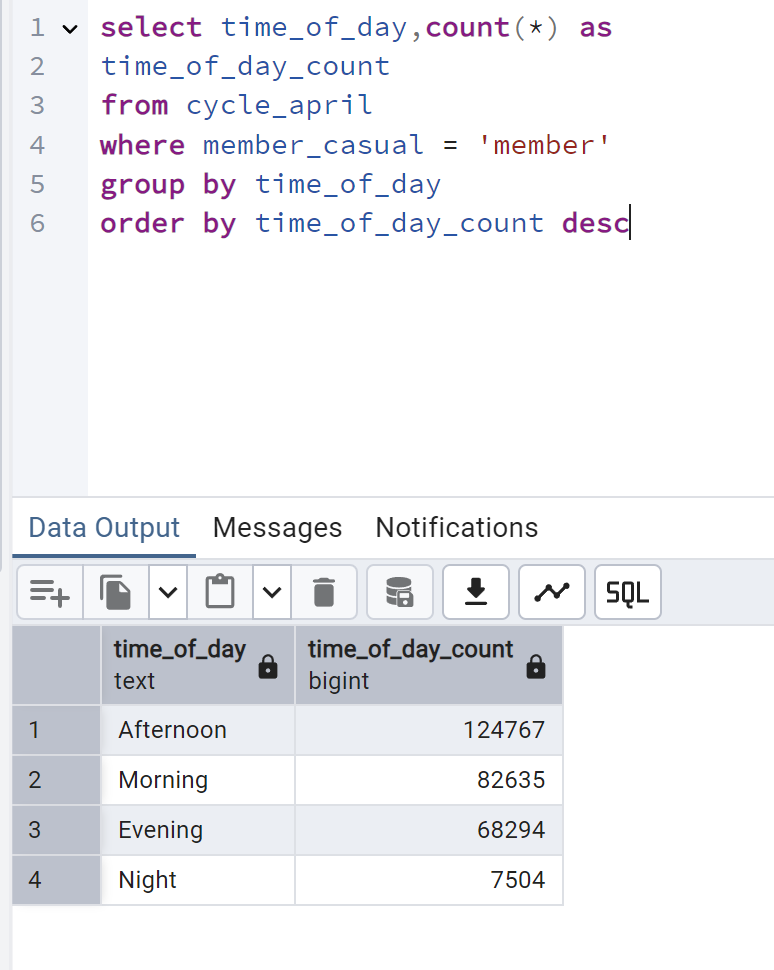 1 select time_of_day,count(*) as
2 time_of_day_count
3 from cycle_april
4 where member_casual = 'member'
5 group by time_of_day
6 order by time_of_day_count desc
Data Output Messages Notifications
SQL
time_of_day time_of_day_count
text bigint
1 Afternoon 124767
2 Morning 82635
3 Evening 68294
4 Night 7504